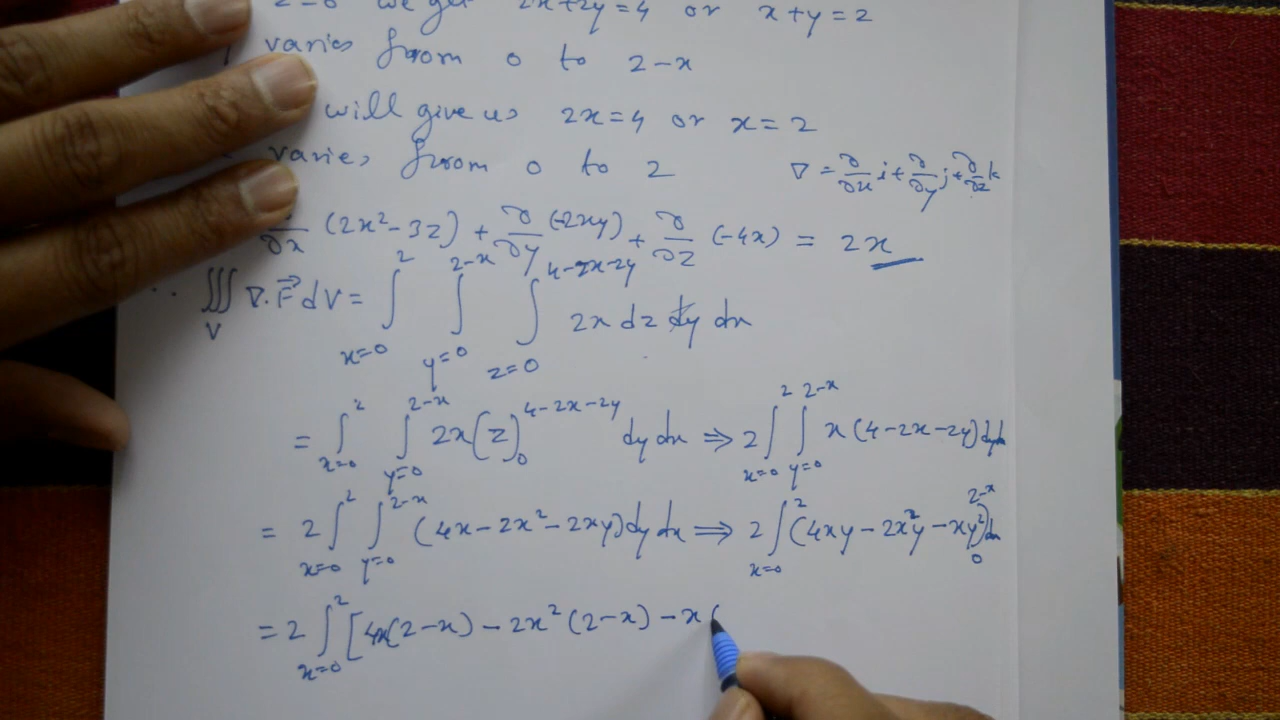 z=0 we get 2x+2y=4 or x+y=2
varies from 0 to 2-x
will give us 2x=4 or x=2
varies from 0 to 2
∇ = ∂/∂x i + ∂/∂y j + ∂/∂z k
∂/∂x (2x²-3z) + ∂/∂y (-2xy) + ∂/∂z (-4x) = 2x
∴ ∭_V ∇·F⃗ dV = ∫_{x=0}^{2} ∫_{y=0}^{2-x} ∫_{z=0}^{4-2x-2y} 2x dz dy dx
= ∫_{x=0}^{2} ∫_{y=0}^{2-x} 2x[z]_0^{4-2x-2y} dy dx ⇒ 2∫_{x=0}^{2} ∫_{y=0}^{2-x} x(4-2x-2y) dy dx
= 2∫_{x=0}^{2} ∫_{y=0}^{2-x} (4x-2x²-2xy) dy dx ⇒ 2∫_{x=0}^{2} (4xy-2x²y-xy²)_0^{2-x} dx
= 2∫_{x=0}^{2} [4x(2-x) - 2x²(2-x) - x(